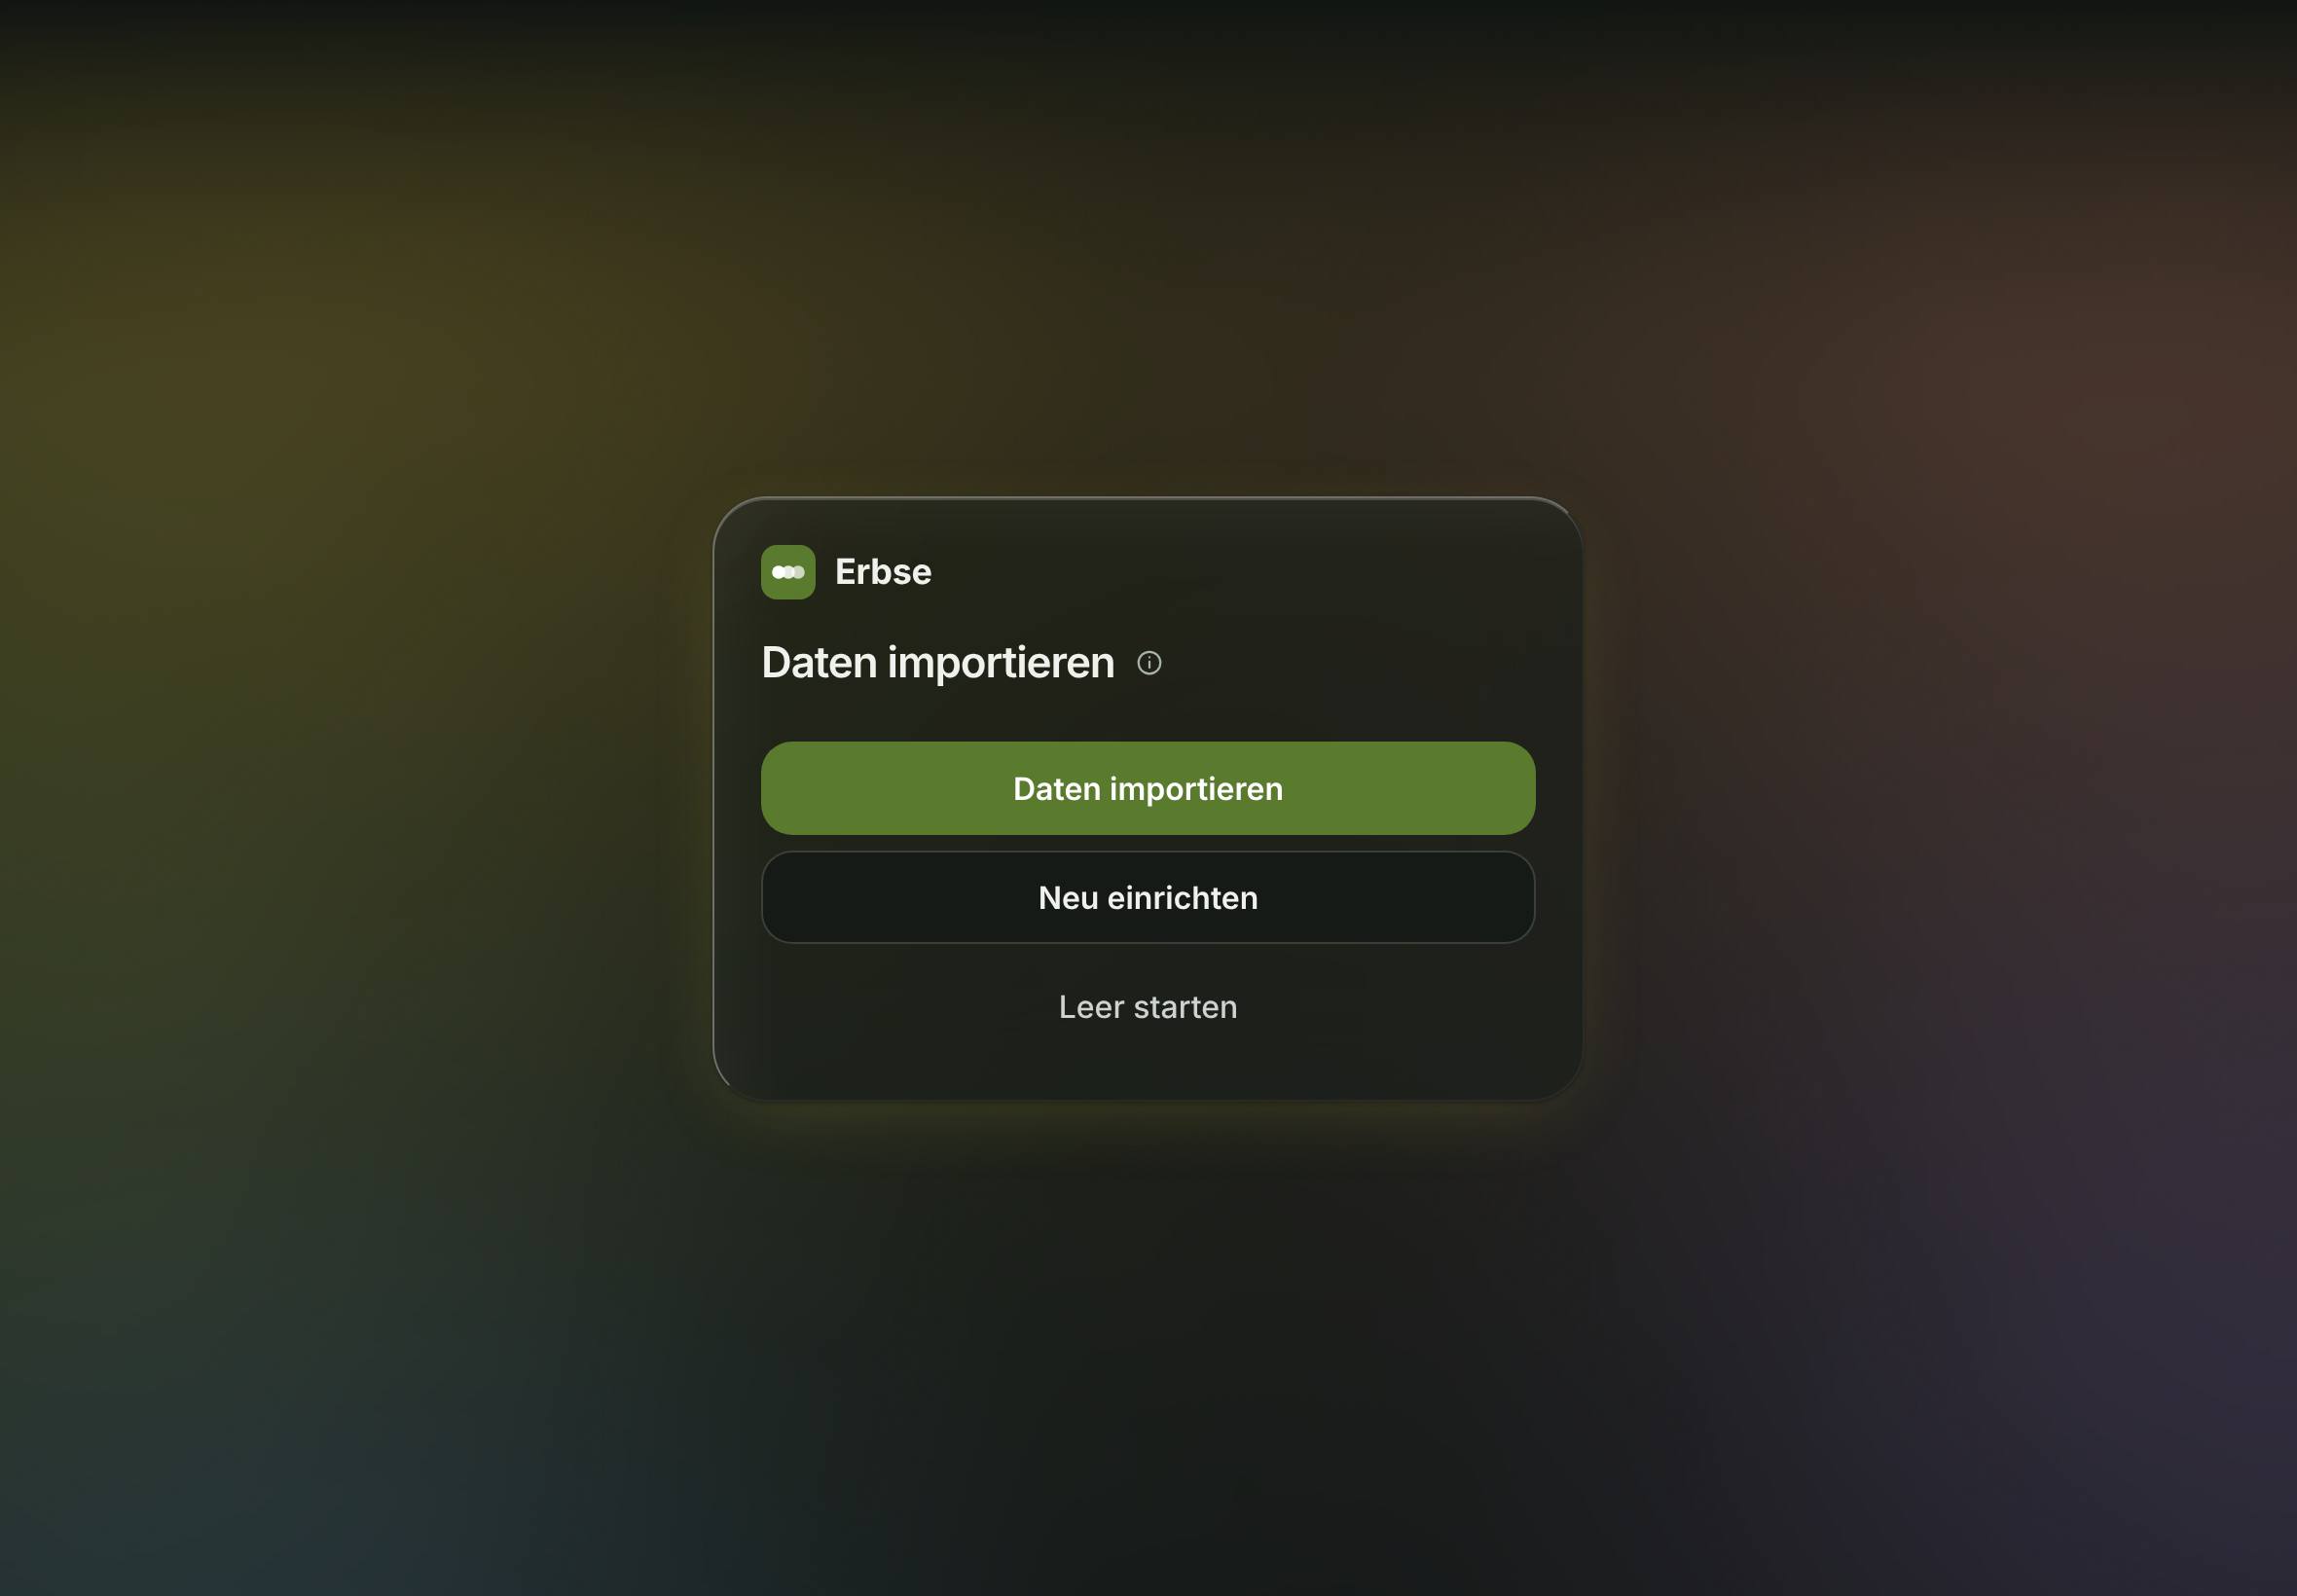 Erbse
Daten importieren
Daten importieren
Neu einrichten
Leer starten